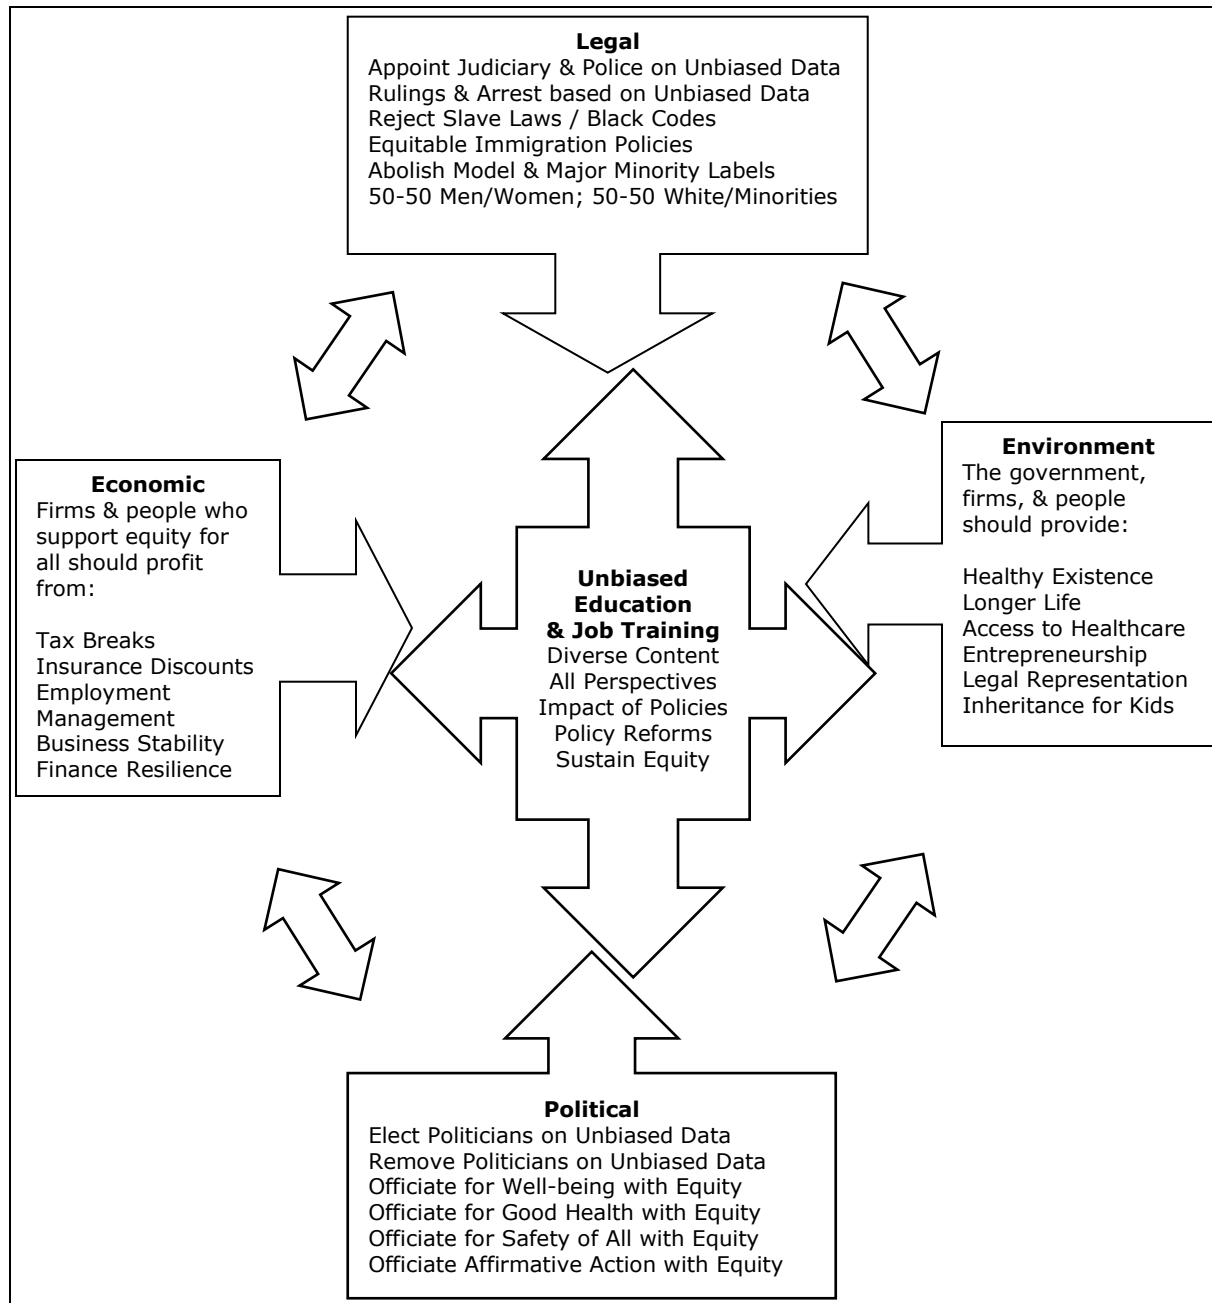 Legal
Appoint Judiciary & Police on Unbiased Data
Rulings & Arrest based on Unbiased Data
Reject Slave Laws / Black Codes
Equitable Immigration Policies
Abolish Model & Major Minority Labels
50-50 Men/Women; 50-50 White/Minorities
Economic
Firms & people who
support equity for
all should profit
from:
Tax Breaks
Insurance Discounts
Employment
Management
Business Stability
Finance Resilience
Unbiased
Education
& Job Training
Diverse Content
All Perspectives
Impact of Policies
Policy Reforms
Sustain Equity
Environment
The government,
firms, & people
should provide:
Healthy Existence
Longer Life
Access to Healthcare
Entrepreneurship
Legal Representation
Inheritance for Kids
Political
Elect Politicians on Unbiased Data
Remove Politicians on Unbiased Data
Officiate for Well-being with Equity
Officiate for Good Health with Equity
Officiate for Safety of All with Equity
Officiate Affirmative Action with Equity